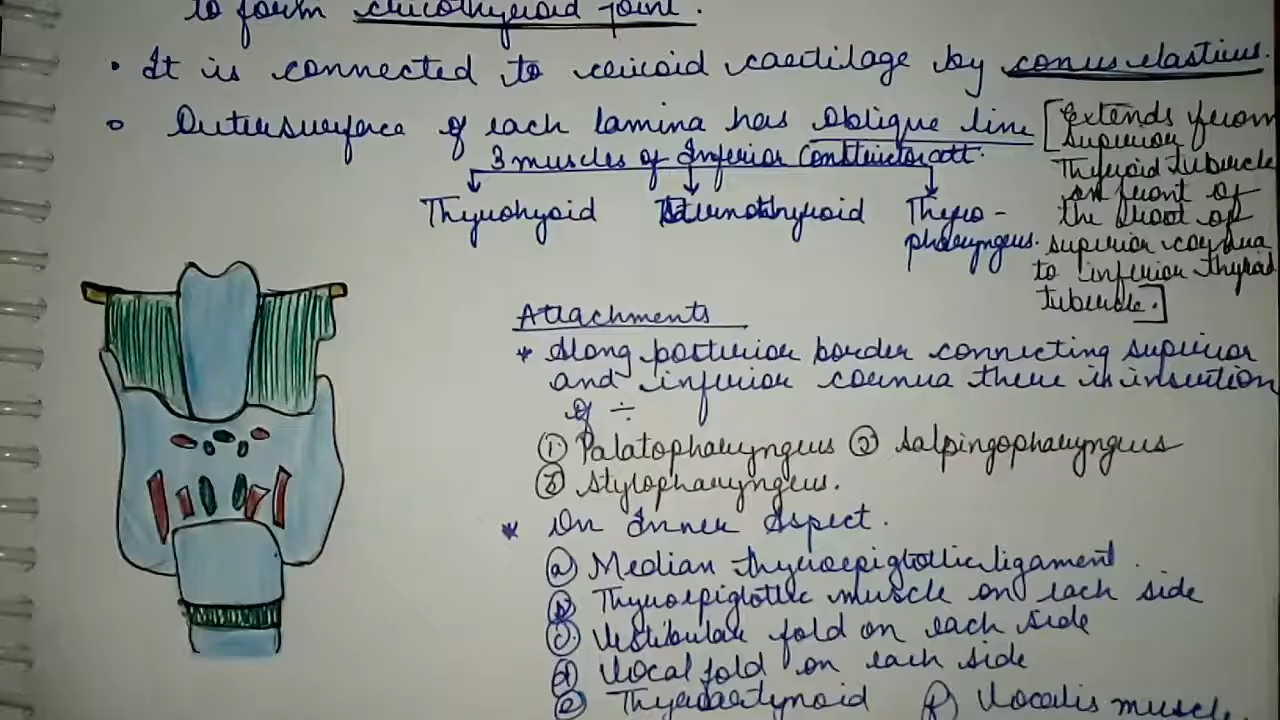 to form cricothyroid joint.
• It is connected to cricoid cartilage by conus elasticus.
o Outersurface of each lamina has oblique line
[Extends from
superior
Thyroid tubercle
on front of
the root of
superior cornua
to inferior thyroid
tubercle.]
3 muscles of Inferior Constrictor att.
Thyrohyoid Sternothyroid Thyro-
pharyngeus.
Attachments
* Along posterior border connecting superior
and inferior cornua there is insertion
of ÷
① Palatopharyngeus ② Salpingopharyngeus
③ Stylopharyngeus.
* On Inner Aspect.
ⓐ Median thyroepiglottic ligament.
ⓑ Thyroepiglottic muscle on each side
ⓒ Vestibular fold on each side
ⓓ Vocal fold on each side
ⓔ Thyroarytnoid ⓕ Vocalis muscle.